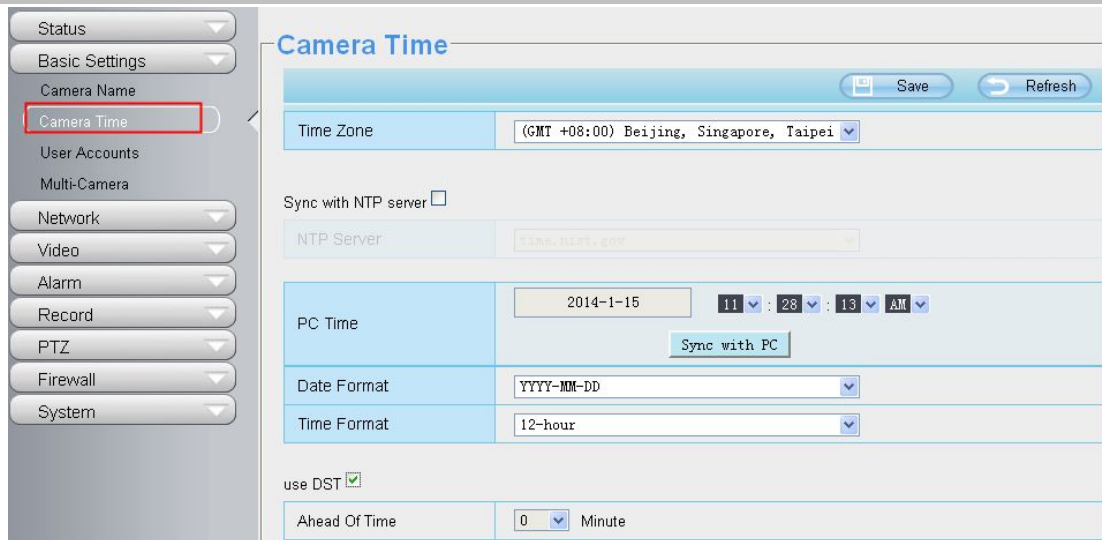 Status
Basic Settings
Camera Name
Camera Time
User Accounts
Multi-Camera
Network
Video
Alarm
Record
PTZ
Firewall
System
Camera Time
Save Refresh
Time Zone (GMT +08:00) Beijing, Singapore, Taipei
Sync with NTP server
NTP Server time.nist.gov
PC Time 2014-1-15 11 : 28 : 13 AM
Sync with PC
Date Format YYYY-MM-DD
Time Format 12-hour
use DST
Ahead Of Time 0 Minute